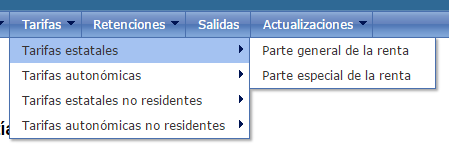 Tarifas Retenciones Salidas Actualizaciones
Tarifas estatales
Parte general de la renta
Tarifas autonómicas
Parte especial de la renta
Tarifas estatales no residentes
Tarifas autonómicas no residentes